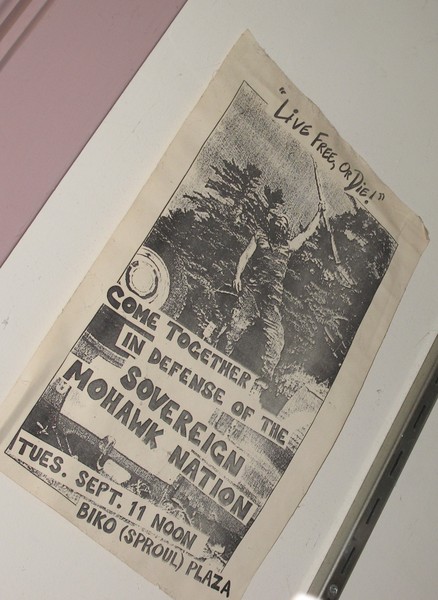 "LIVE FREE, OR DIE!"
COME TOGETHER
IN DEFENSE OF THE
SOVEREIGN
MOHAWK NATION
TUES. SEPT. 11 NOON
BIKO (SPROUL) PLAZA